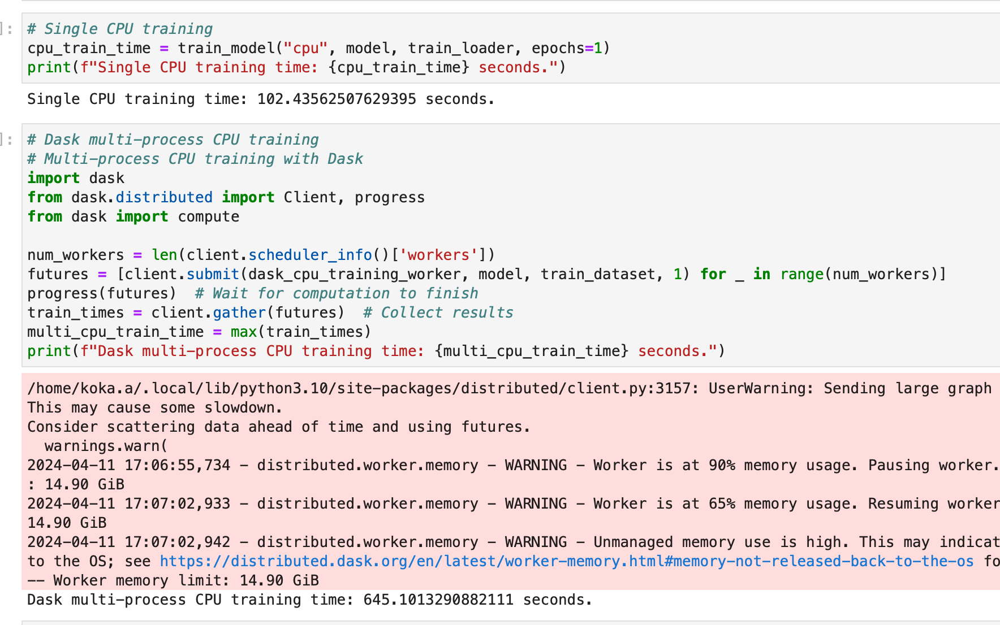 ]: # Single CPU training
cpu_train_time = train_model("cpu", model, train_loader, epochs=1)
print(f"Single CPU training time: {cpu_train_time} seconds.")
Single CPU training time: 102.43562507629395 seconds.
]: # Dask multi-process CPU training
# Multi-process CPU training with Dask
import dask
from dask.distributed import Client, progress
from dask import compute
num_workers = len(client.scheduler_info()['workers'])
futures = [client.submit(dask_cpu_training_worker, model, train_dataset, 1) for _ in range(num_workers)]
progress(futures)  # Wait for computation to finish
train_times = client.gather(futures)  # Collect results
multi_cpu_train_time = max(train_times)
print(f"Dask multi-process CPU training time: {multi_cpu_train_time} seconds.")
/home/koka.a/.local/lib/python3.10/site-packages/distributed/client.py:3157: UserWarning: Sending large graph
This may cause some slowdown.
Consider scattering data ahead of time and using futures.
  warnings.warn(
2024-04-11 17:06:55,734 - distributed.worker.memory - WARNING - Worker is at 90% memory usage. Pausing worker.
: 14.90 GiB
2024-04-11 17:07:02,933 - distributed.worker.memory - WARNING - Worker is at 65% memory usage. Resuming worker
14.90 GiB
2024-04-11 17:07:02,942 - distributed.worker.memory - WARNING - Unmanaged memory use is high. This may indicat
to the OS; see https://distributed.dask.org/en/latest/worker-memory.html#memory-not-released-back-to-the-os fo
-- Worker memory limit: 14.90 GiB
Dask multi-process CPU training time: 645.1013290882111 seconds.